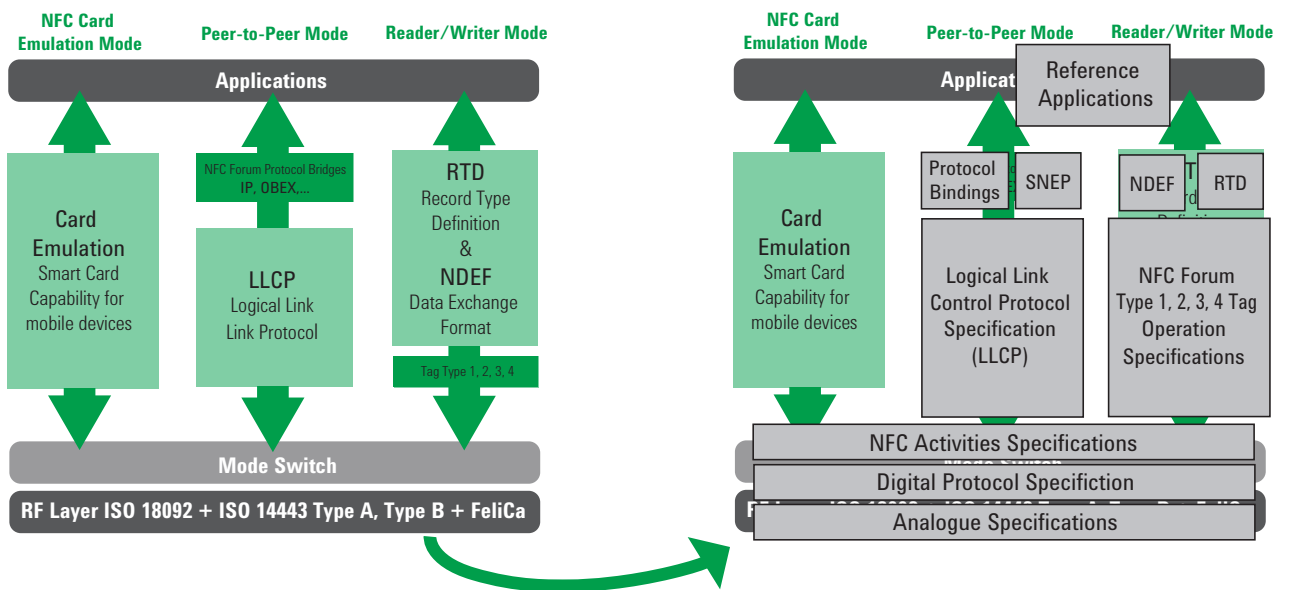 NFC Card
Emulation Mode
Peer-to-Peer Mode
Reader/Writer Mode
Applications
Card
Emulation
Smart Card
Capability for
mobile devices
NFC Forum Protocol Bridges
IP, OBEX,...
LLCP
Logical Link
Link Protocol
RTD
Record Type
Definition
&
NDEF
Data Exchange
Format
Tag Type 1, 2, 3, 4
Mode Switch
RF Layer ISO 18092 + ISO 14443 Type A, Type B + FeliCa
NFC Card
Emulation Mode
Peer-to-Peer Mode
Reader/Writer Mode
Reference
Applications
Card
Emulation
Smart Card
Capability for
mobile devices
Protocol
Bindings
SNEP
Logical Link
Control Protocol
Specification
(LLCP)
NDEF
RTD
NFC Forum
Type 1, 2, 3, 4 Tag
Operation
Specifications
NFC Activities Specifications
Digital Protocol Specifiction
Analogue Specifications